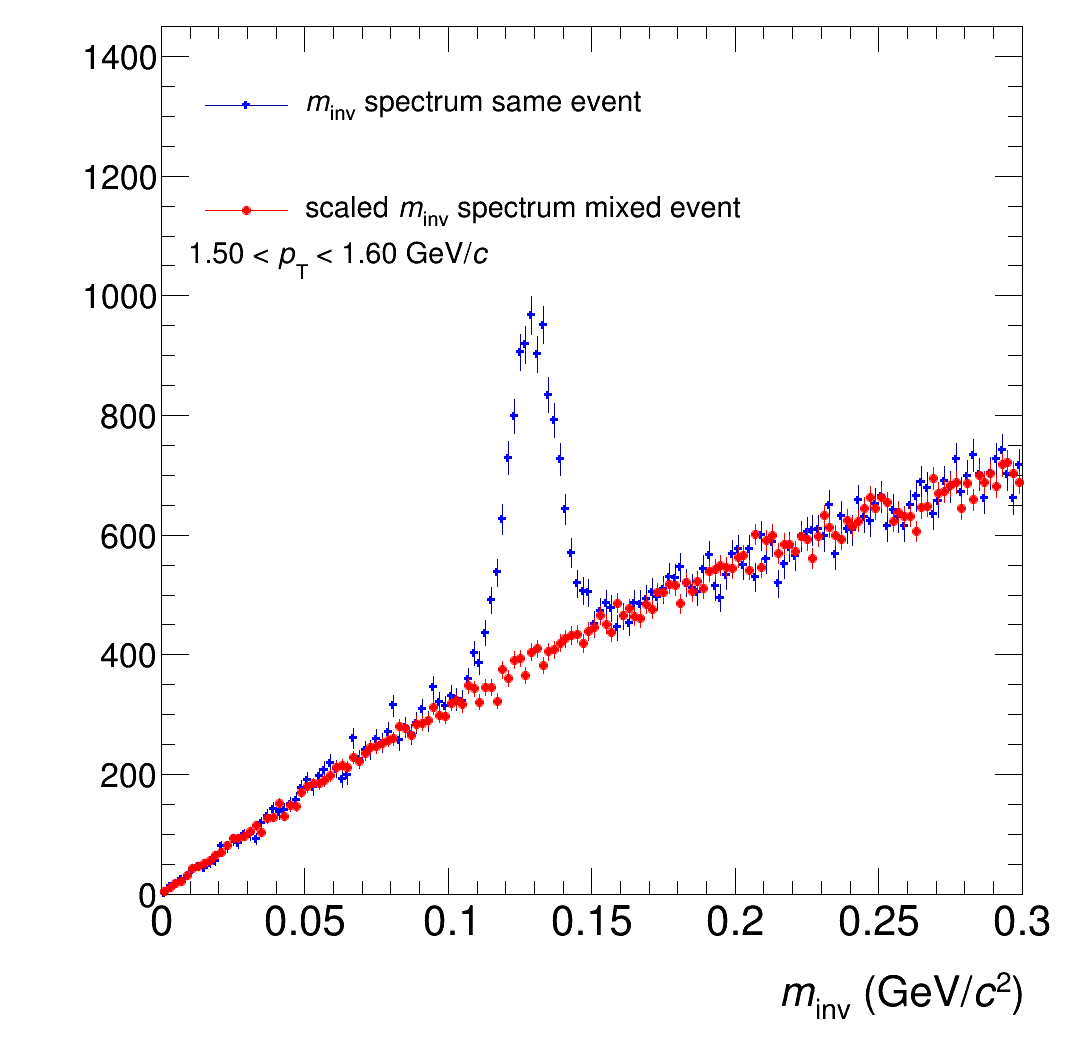 1400
m_inv spectrum same event
1200
scaled m_inv spectrum mixed event
1.50 < p_T < 1.60 GeV/c
1000
800
600
400
200
0
0 0.05 0.1 0.15 0.2 0.25 0.3
m_inv (GeV/c²)